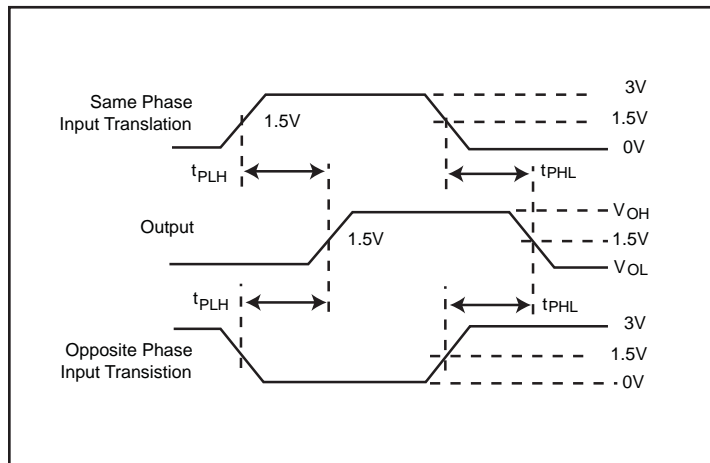 Same Phase
Input Translation
1.5V
3V
1.5V
0V
tPLH
tPHL
Output
1.5V
VOH
1.5V
VOL
tPLH
tPHL
Opposite Phase
Input Transistion
3V
1.5V
0V